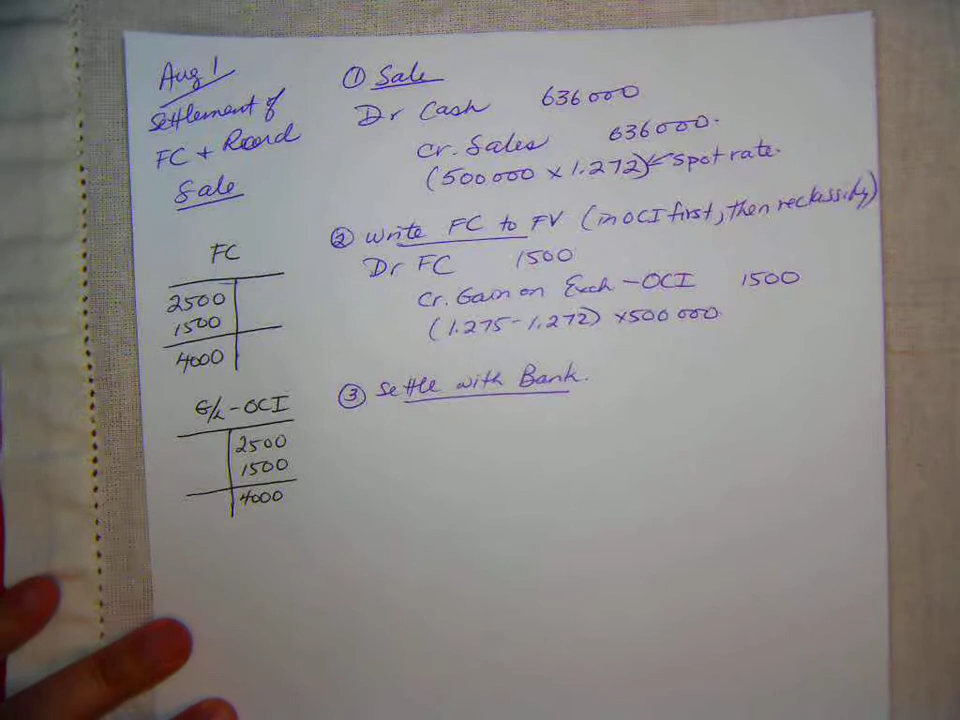 Aug 1
Settlement of
FC + Record
Sale
FC
2500
1500
4000
G/L - OCI
2500
1500
4000
① Sale
Dr Cash 636000
Cr. Sales 636000.
(500000 x 1.272) ← spot rate.
② Write FC to FV (in OCI first, then reclassify)
Dr FC 1500
Cr. Gain on Exch - OCI 1500
(1.275 - 1.272) x 500000.
③ Settle with Bank.